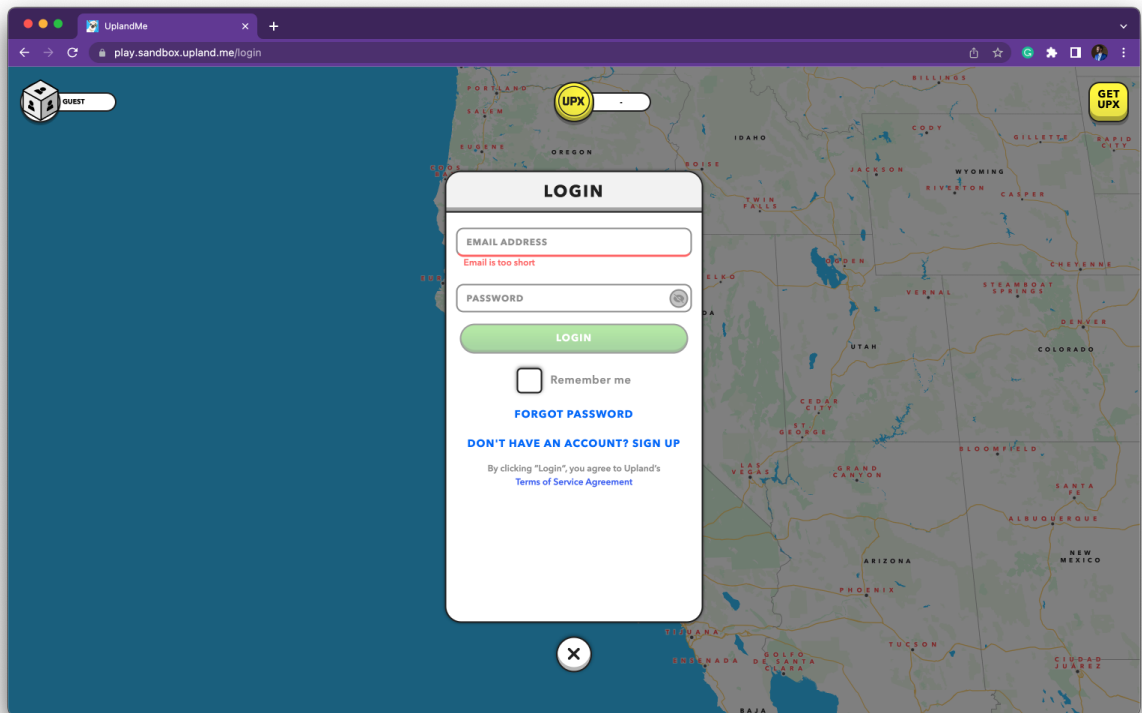 UplandMe
play.sandbox.upland.me/login
GUEST
UPX
-
GET
UPX
LOGIN
EMAIL ADDRESS
Email is too short
PASSWORD
LOGIN
Remember me
FORGOT PASSWORD
DON'T HAVE AN ACCOUNT? SIGN UP
By clicking "Login", you agree to Upland's
Terms of Service Agreement
PORTLAND
SALEM
EUGENE
OREGON
IDAHO
BOISE
BILLINGS
CODY
GILLETTE
RAPID
CITY
JACKSON
WYOMING
RIVERTON
CASPER
TWIN
FALLS
OGDEN
CHEYENNE
ELKO
VERNAL
STEAMBOAT
SPRINGS
DENVER
UTAH
COLORADO
CEDAR
CITY
ST.
GEORGE
BLOOMFIELD
LAS
VEGAS
GRAND
CANYON
SANTA
FE
ALBUQUERQUE
ARIZONA
NEW
MEXICO
PHOENIX
TIJUANA
TUCSON
ENSENADA
GOLFO
DE SANTA
CLARA
CIUDAD
JUÁREZ
BAJA